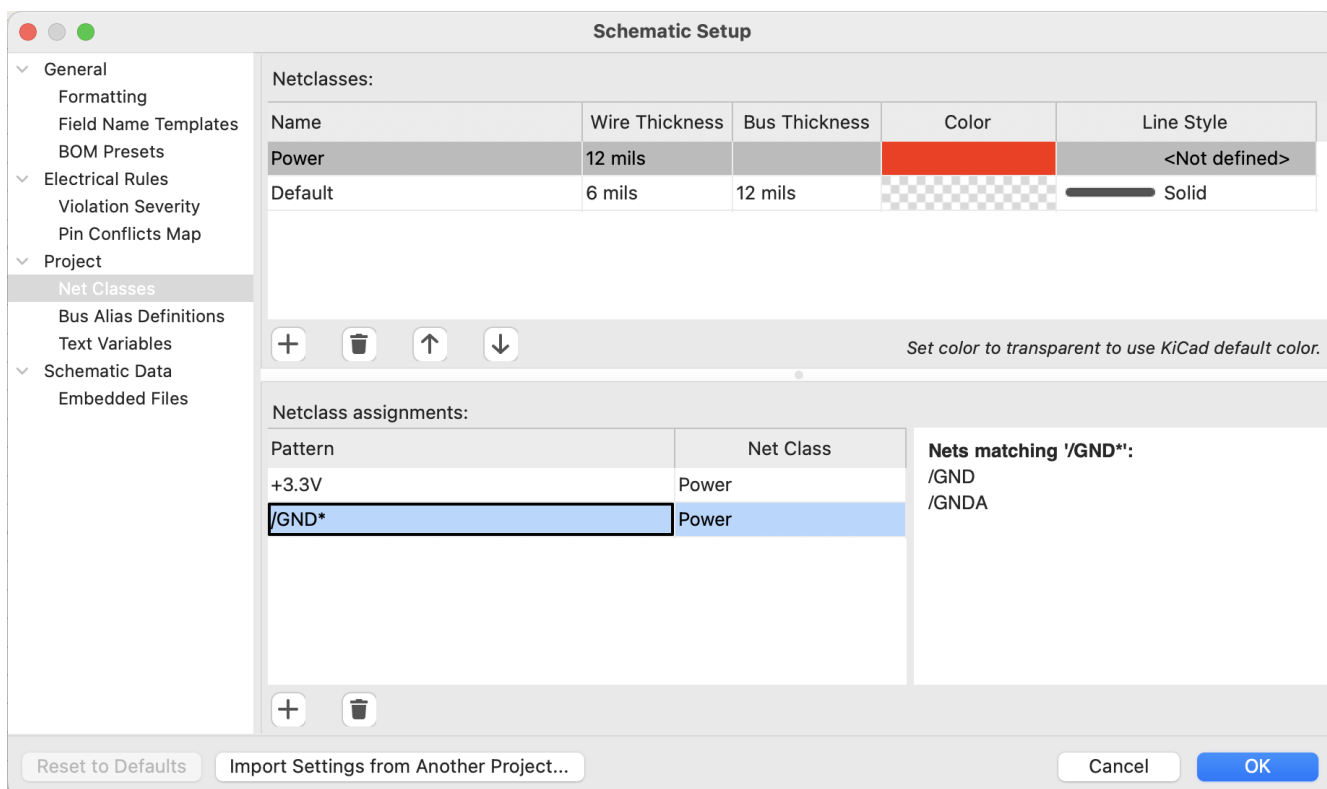 Schematic Setup
General
Formatting
Field Name Templates
BOM Presets
Electrical Rules
Violation Severity
Pin Conflicts Map
Project
Net Classes
Bus Alias Definitions
Text Variables
Schematic Data
Embedded Files
Netclasses:
Name Wire Thickness Bus Thickness Color Line Style
Power 12 mils <Not defined>
Default 6 mils 12 mils Solid
Set color to transparent to use KiCad default color.
Netclass assignments:
Pattern Net Class
+3.3V Power
/GND* Power
Nets matching '/GND*':
/GND
/GNDA
Reset to Defaults Import Settings from Another Project... Cancel OK